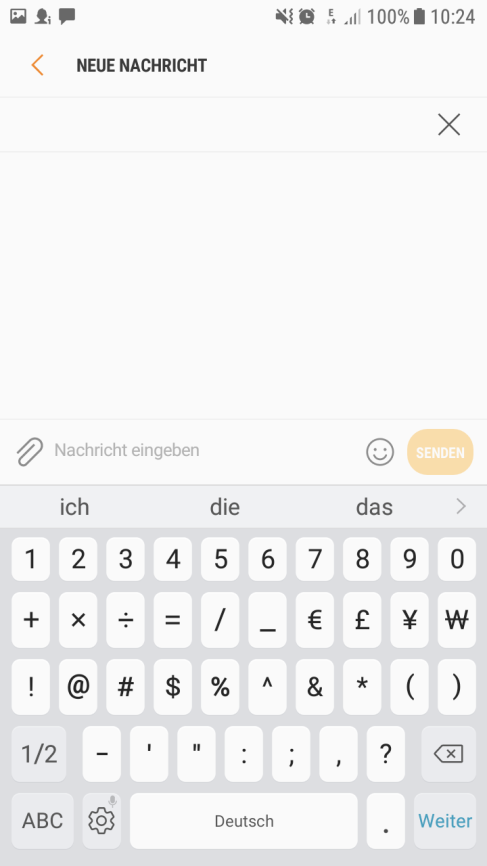 E 100% 10:24
NEUE NACHRICHT
Nachricht eingeben SENDEN
ich die das
1 2 3 4 5 6 7 8 9 0
+ × ÷ = / _ € £ ¥ ₩
! @ # $ % ^ & * ( )
1/2 - ' " : ; , ?
ABC Deutsch . Weiter